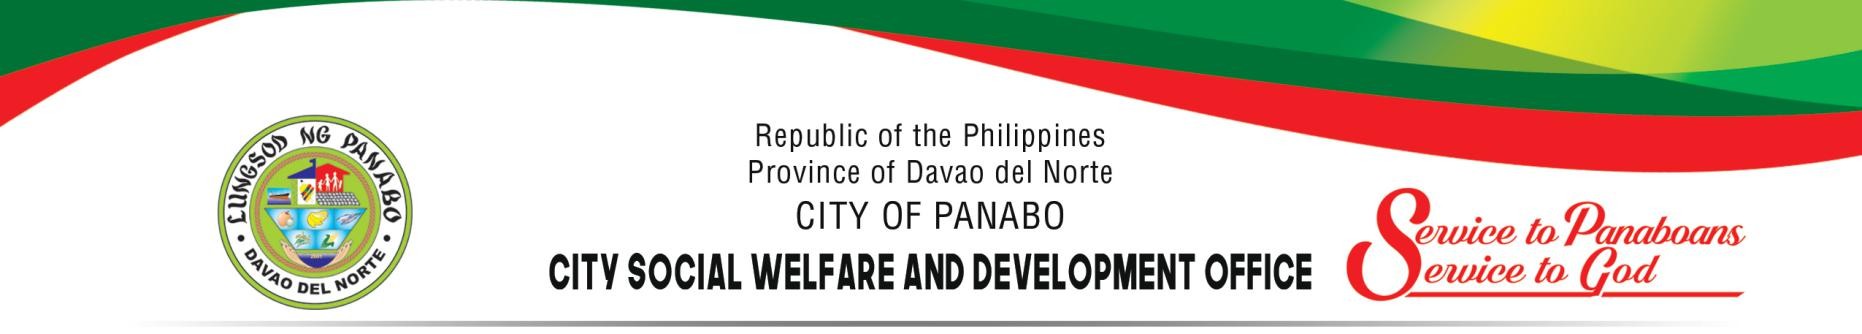 LUNGSOD NG PANABO
DAVAO DEL NORTE
2001
Republic of the Philippines
Province of Davao del Norte
CITY OF PANABO
CITY SOCIAL WELFARE AND DEVELOPMENT OFFICE
Service to Panaboans
Service to God